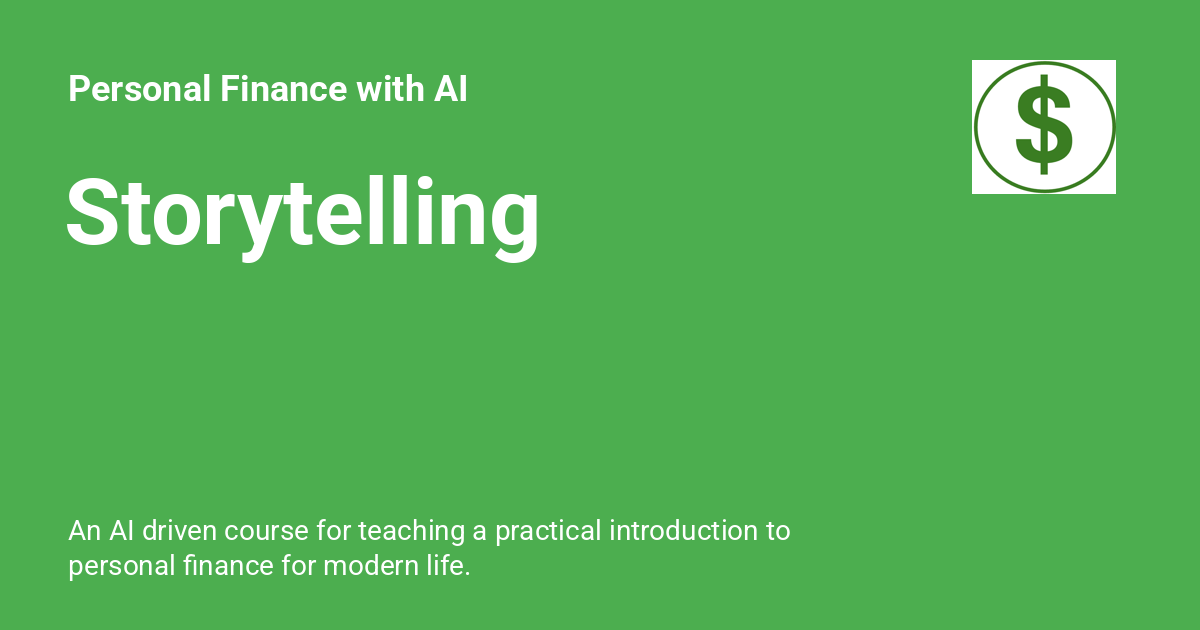 Personal Finance with AI
$
Storytelling
An AI driven course for teaching a practical introduction to
personal finance for modern life.